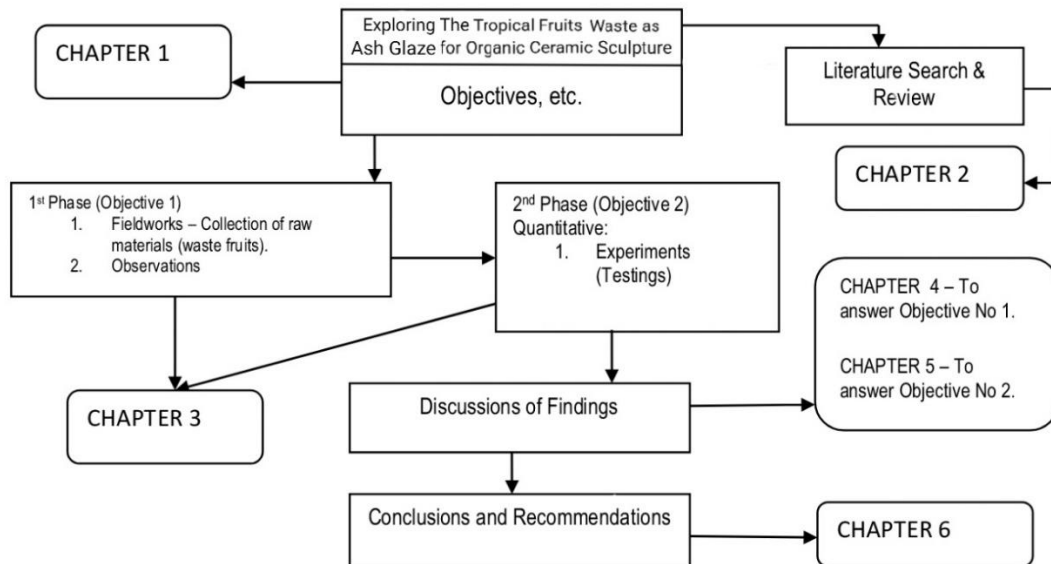 Exploring The Tropical Fruits Waste as
Ash Glaze for Organic Ceramic Sculpture
Objectives, etc.
CHAPTER 1
Literature Search &
Review
CHAPTER 2
1st Phase (Objective 1)
1. Fieldworks – Collection of raw
materials (waste fruits).
2. Observations
2nd Phase (Objective 2)
Quantitative:
1. Experiments
(Testings)
CHAPTER 3
CHAPTER 4 – To
answer Objective No 1.
CHAPTER 5 – To
answer Objective No 2.
Discussions of Findings
Conclusions and Recommendations
CHAPTER 6